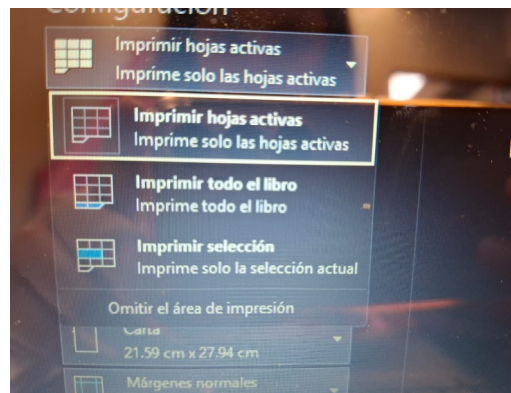 Configuración
Imprimir hojas activas
Imprime solo las hojas activas
Imprimir hojas activas
Imprime solo las hojas activas
Imprimir todo el libro
Imprime todo el libro
Imprimir selección
Imprime solo la selección actual
Omitir el área de impresión
Carta
21.59 cm x 27.94 cm
Márgenes normales